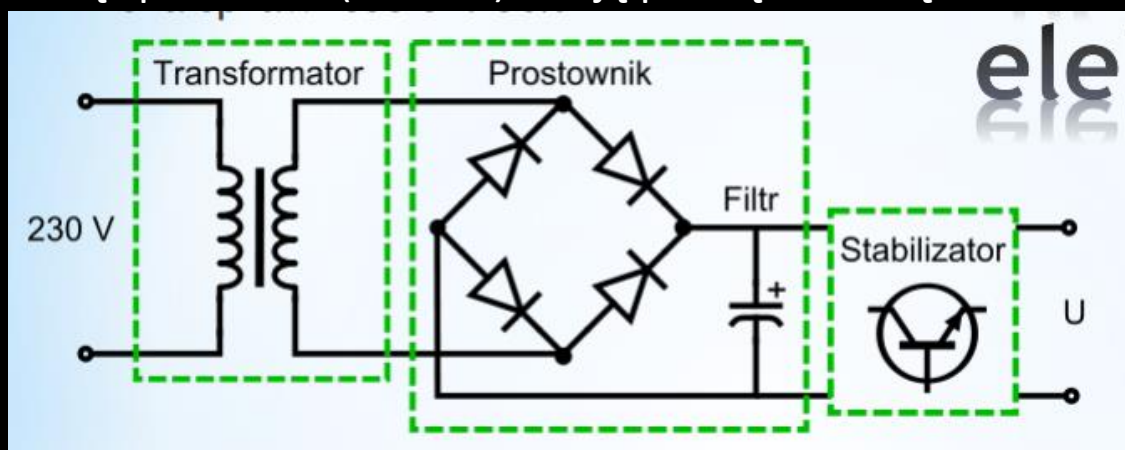 Transformator
Prostownik
ele
230 V
Filtr
Stabilizator
+
U